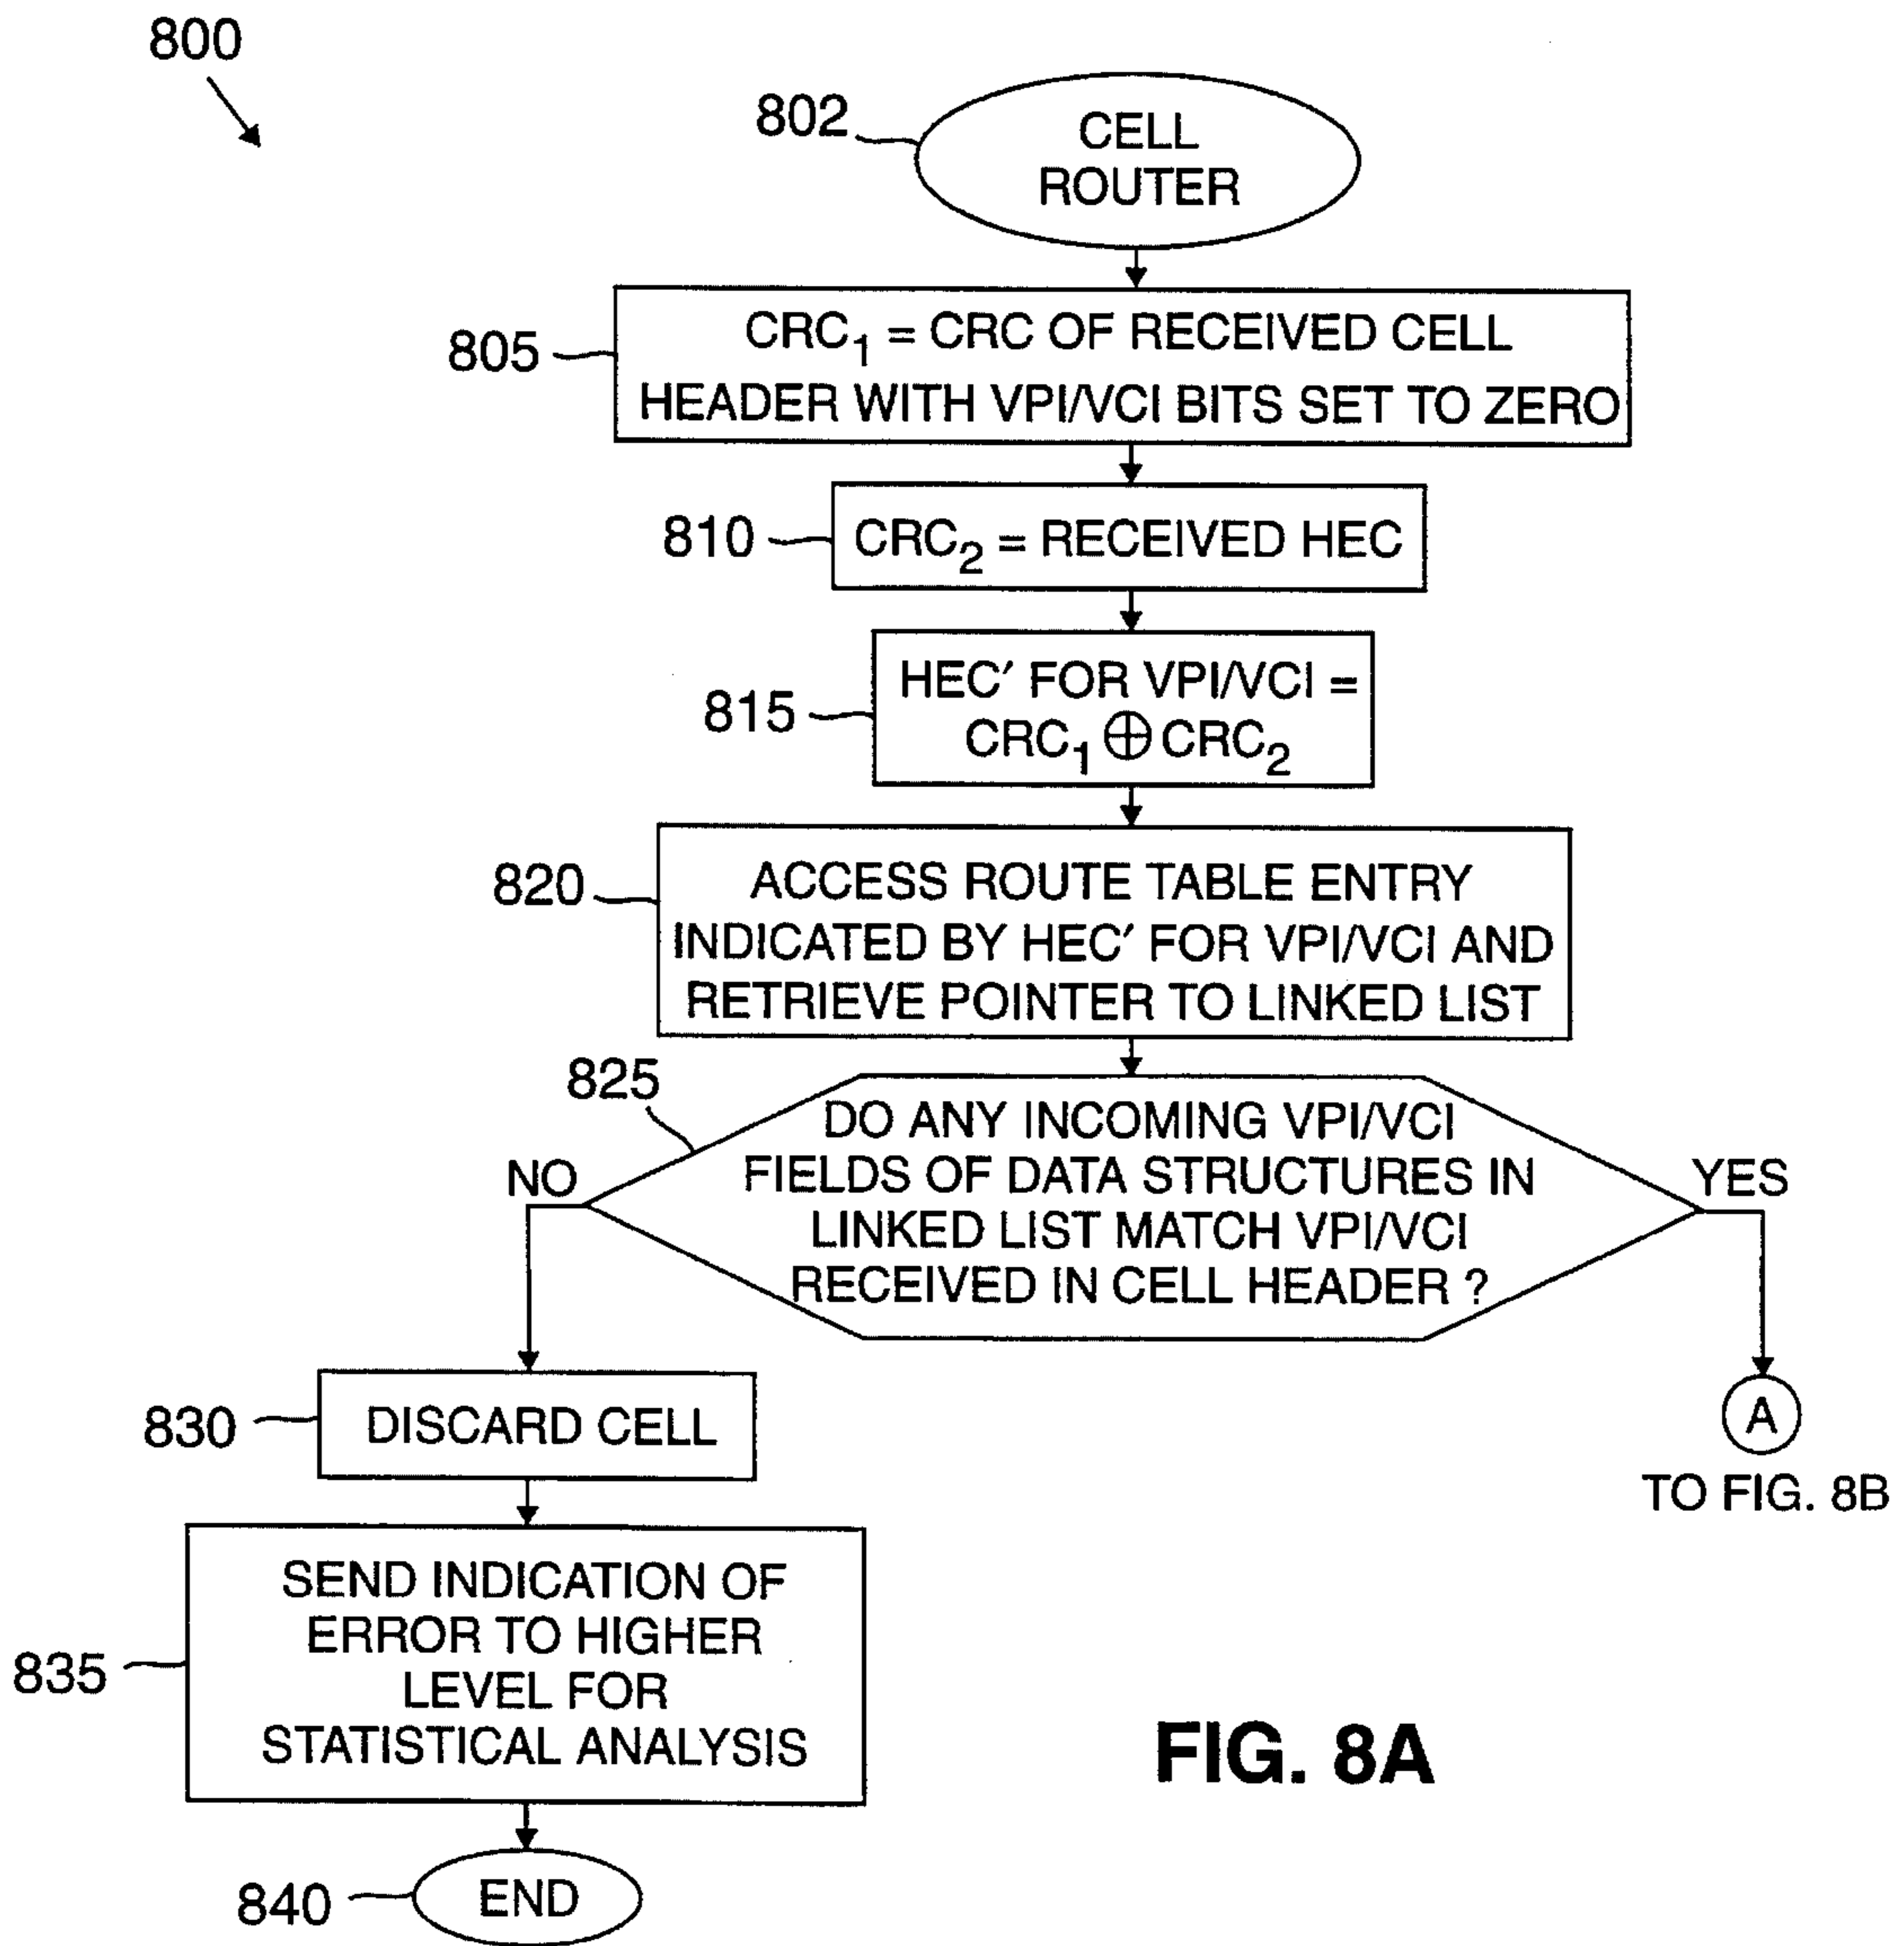 800
802
CELL
ROUTER
805
CRC1 = CRC OF RECEIVED CELL
HEADER WITH VPI/VCI BITS SET TO ZERO
810
CRC2 = RECEIVED HEC
815
HEC′ FOR VPI/VCI =
CRC1 ⊕ CRC2
820
ACCESS ROUTE TABLE ENTRY
INDICATED BY HEC′ FOR VPI/VCI AND
RETRIEVE POINTER TO LINKED LIST
825
DO ANY INCOMING VPI/VCI
FIELDS OF DATA STRUCTURES IN
LINKED LIST MATCH VPI/VCI
RECEIVED IN CELL HEADER ?
NO
YES
830
DISCARD CELL
A
TO FIG. 8B
835
SEND INDICATION OF
ERROR TO HIGHER
LEVEL FOR
STATISTICAL ANALYSIS
840
END
FIG. 8A